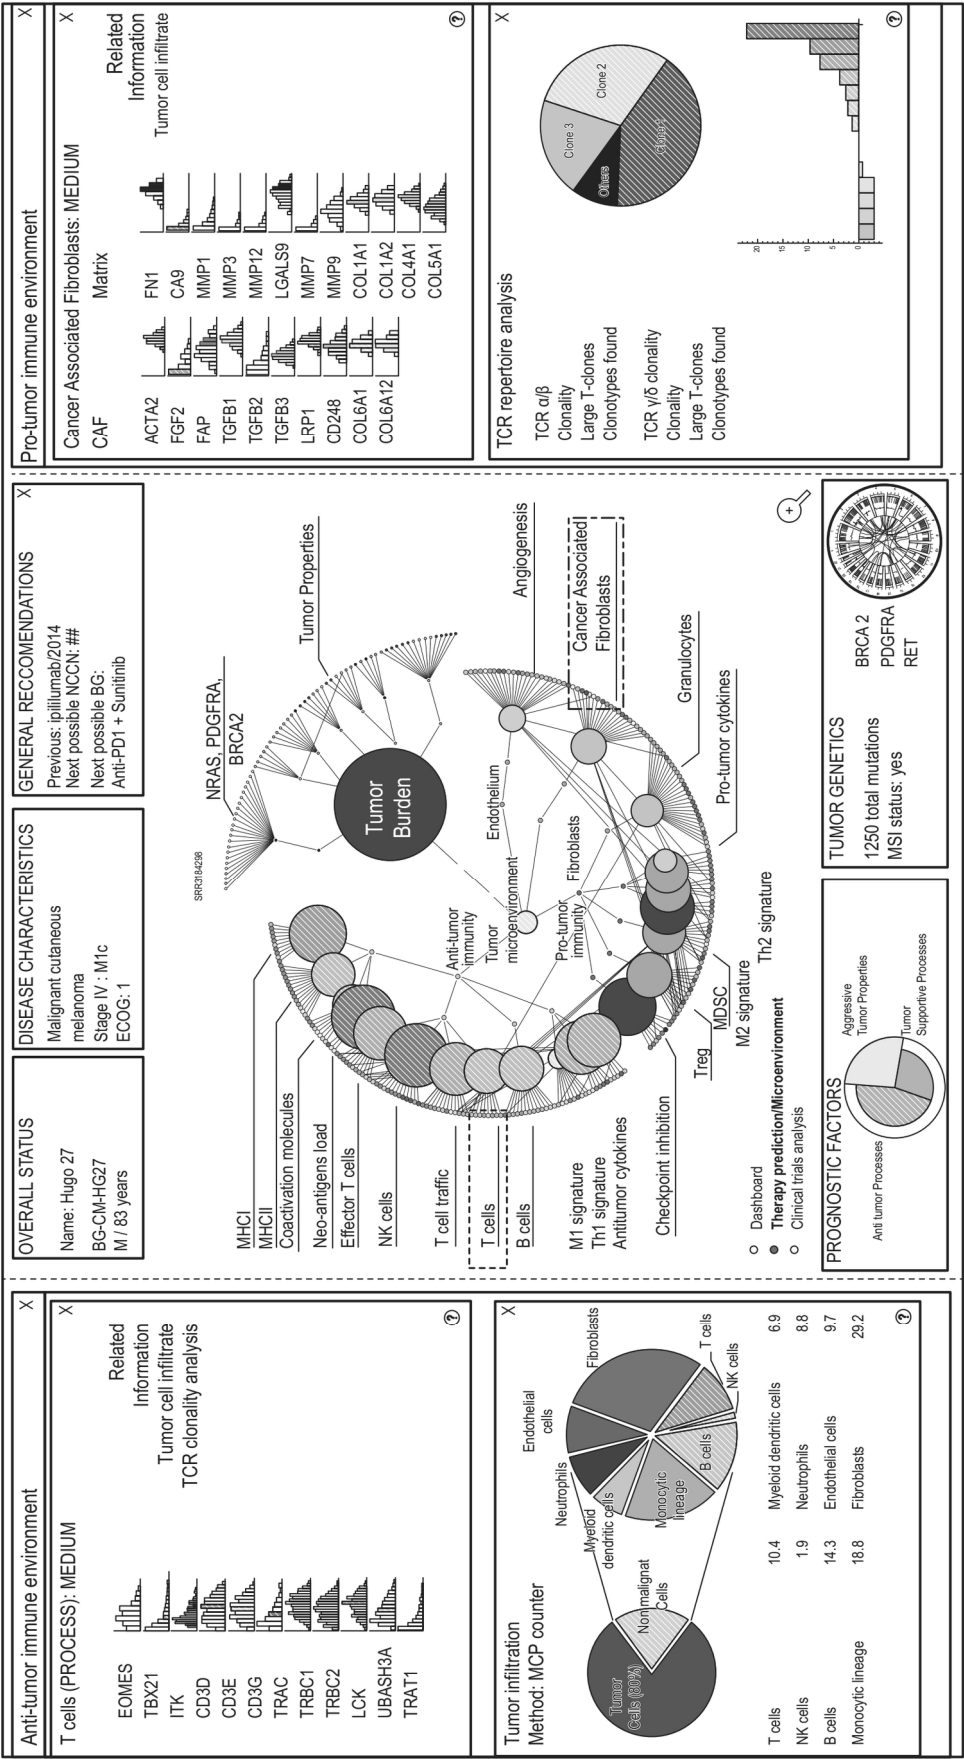 Anti-tumor immune environment
X
T cells (PROCESS): MEDIUM
X
Related
Information
Tumor cell infiltrate
TCR clonality analysis
EOMES
TBX21
ITK
CD3D
CD3E
CD3G
TRAC
TRBC1
TRBC2
LCK
UBASH3A
TRAT1
?
Tumor infiltration
Method: MCP counter
X
Tumor
Cells (80%)
Non malignat
Cells
Neutrophils
Endothelial
cells
Fibroblasts
Myeloid
dendritic cells
Monocytic
lineage
B cells
T cells
NK cells
T cells 10.4 Myeloid dendritic cells 6.9
NK cells 1.9 Neutrophils 8.8
B cells 14.3 Endothelial cells 9.7
Monocytic lineage 18.8 Fibroblasts 29.2
?
OVERALL STATUS
Name: Hugo 27
BG-CM-HG27
M / 83 years
DISEASE CHARACTERISTICS
Malignant cutaneous
melanoma
Stage IV : M1c
ECOG: 1
GENERAL RECCOMENDATIONS
X
Previous: ipililumab/2014
Next possible NCCN: ##
Next possible BG:
Anti-PD1 + Sunitinib
SRR3184298
NRAS, PDGFRA,
BRCA2
Tumor Properties
Tumor
Burden
MHCI
MHCII
Coactivation molecules
Neo-antigens load
Effector T cells
NK cells
T cell traffic
T cells
B cells
M1 signature
Th1 signature
Antitumor cytokines
Checkpoint inhibition
Treg
MDSC
M2 signature
Th2 signature
Pro-tumor cytokines
Granulocytes
Cancer Associated
Fibroblasts
Angiogenesis
Anti-tumor
immunity
Tumor
microenvironment
Endothelium
Pro-tumor
immunity
Fibroblasts
+
Dashboard
Therapy prediction/Microenvironment
Clinical trials analysis
PROGNOSTIC FACTORS
Anti tumor Processes
Aggressive
Tumor Properties
Tumor
Supportive Processes
TUMOR GENETICS
1250 total mutations
MSI status: yes
BRCA 2
PDGFRA
RET
Pro-tumor immune environment
X
Cancer Associated Fibroblasts: MEDIUM
X
CAF
Matrix
Related
Information
Tumor cell infiltrate
ACTA2 FN1
FGF2 CA9
FAP MMP1
TGFB1 MMP3
TGFB2 MMP12
TGFB3 LGALS9
LRP1 MMP7
CD248 MMP9
COL6A1 COL1A1
COL6A12 COL1A2
COL4A1
COL5A1
?
TCR repertoire analysis
X
TCR α/β
Clonality
Large T-clones
Clonotypes found
TCR γ/δ clonality
Clonality
Large T-clones
Clonotypes found
Others
Clone 3
Clone 2
Clone 1
20
15
10
5
0
?